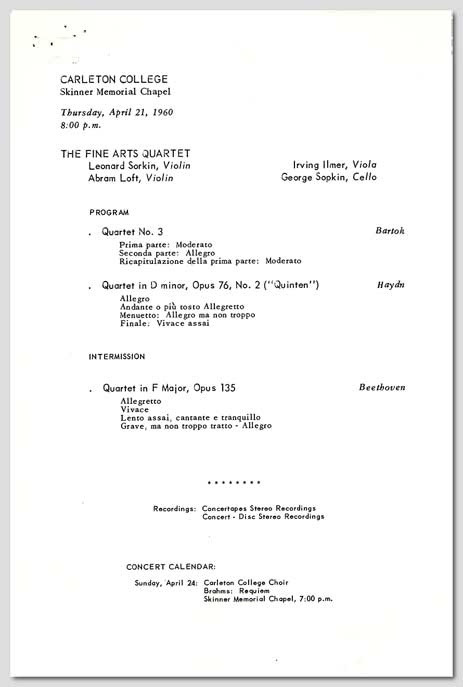 CARLETON COLLEGE
Skinner Memorial Chapel
Thursday, April 21, 1960
8:00 p.m.
THE FINE ARTS QUARTET
Leonard Sorkin, Violin Irving Ilmer, Viola
Abram Loft, Violin George Sopkin, Cello
PROGRAM
. Quartet No. 3 Bartok
Prima parte: Moderato
Seconda parte: Allegro
Ricapitulazione della prima parte: Moderato
. Quartet in D minor, Opus 76, No. 2 ("Quinten") Haydn
Allegro
Andante o più tosto Allegretto
Menuetto: Allegro ma non troppo
Finale: Vivace assai
INTERMISSION
. Quartet in F Major, Opus 135 Beethoven
Allegretto
Vivace
Lento assai, cantante e tranquillo
Grave, ma non troppo tratto - Allegro
* * * * * * * *
Recordings: Concertapes Stereo Recordings
Concert - Disc Stereo Recordings
CONCERT CALENDAR:
Sunday, April 24: Carleton College Choir
Brahms: Requiem
Skinner Memorial Chapel, 7:00 p.m.